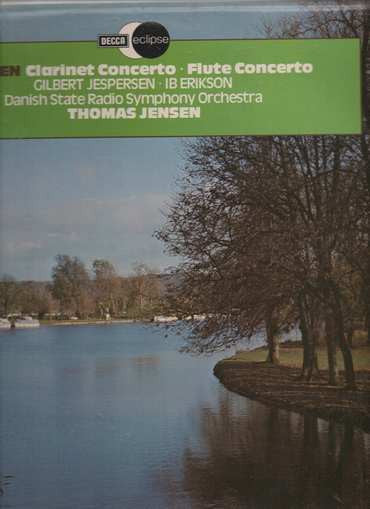 DECCA eclipse
EN Clarinet Concerto · Flute Concerto
GILBERT JESPERSEN · IB ERIKSON
Danish State Radio Symphony Orchestra
THOMAS JENSEN